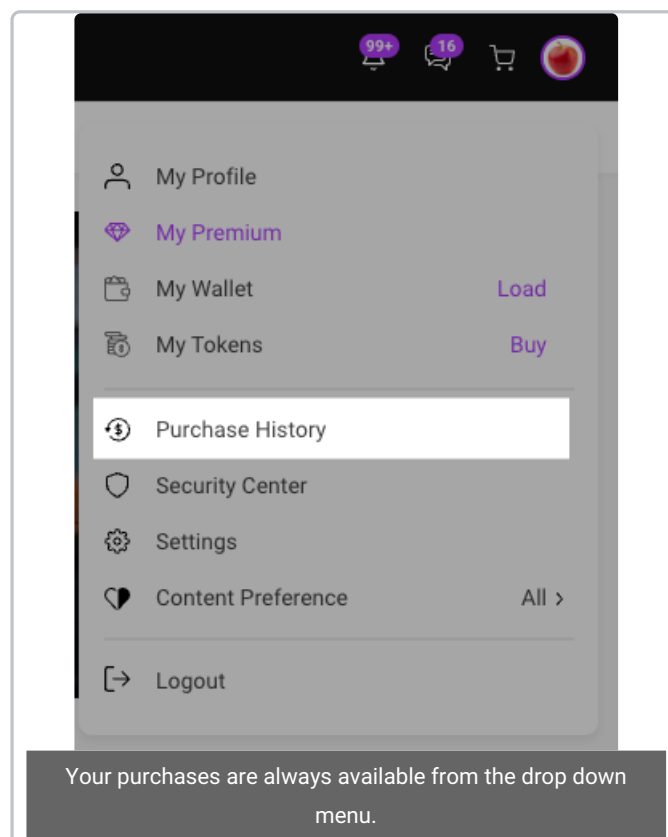 99+ 16
My Profile
My Premium
My Wallet Load
My Tokens Buy
Purchase History
Security Center
Settings
Content Preference All >
Logout
Your purchases are always available from the drop down
menu.